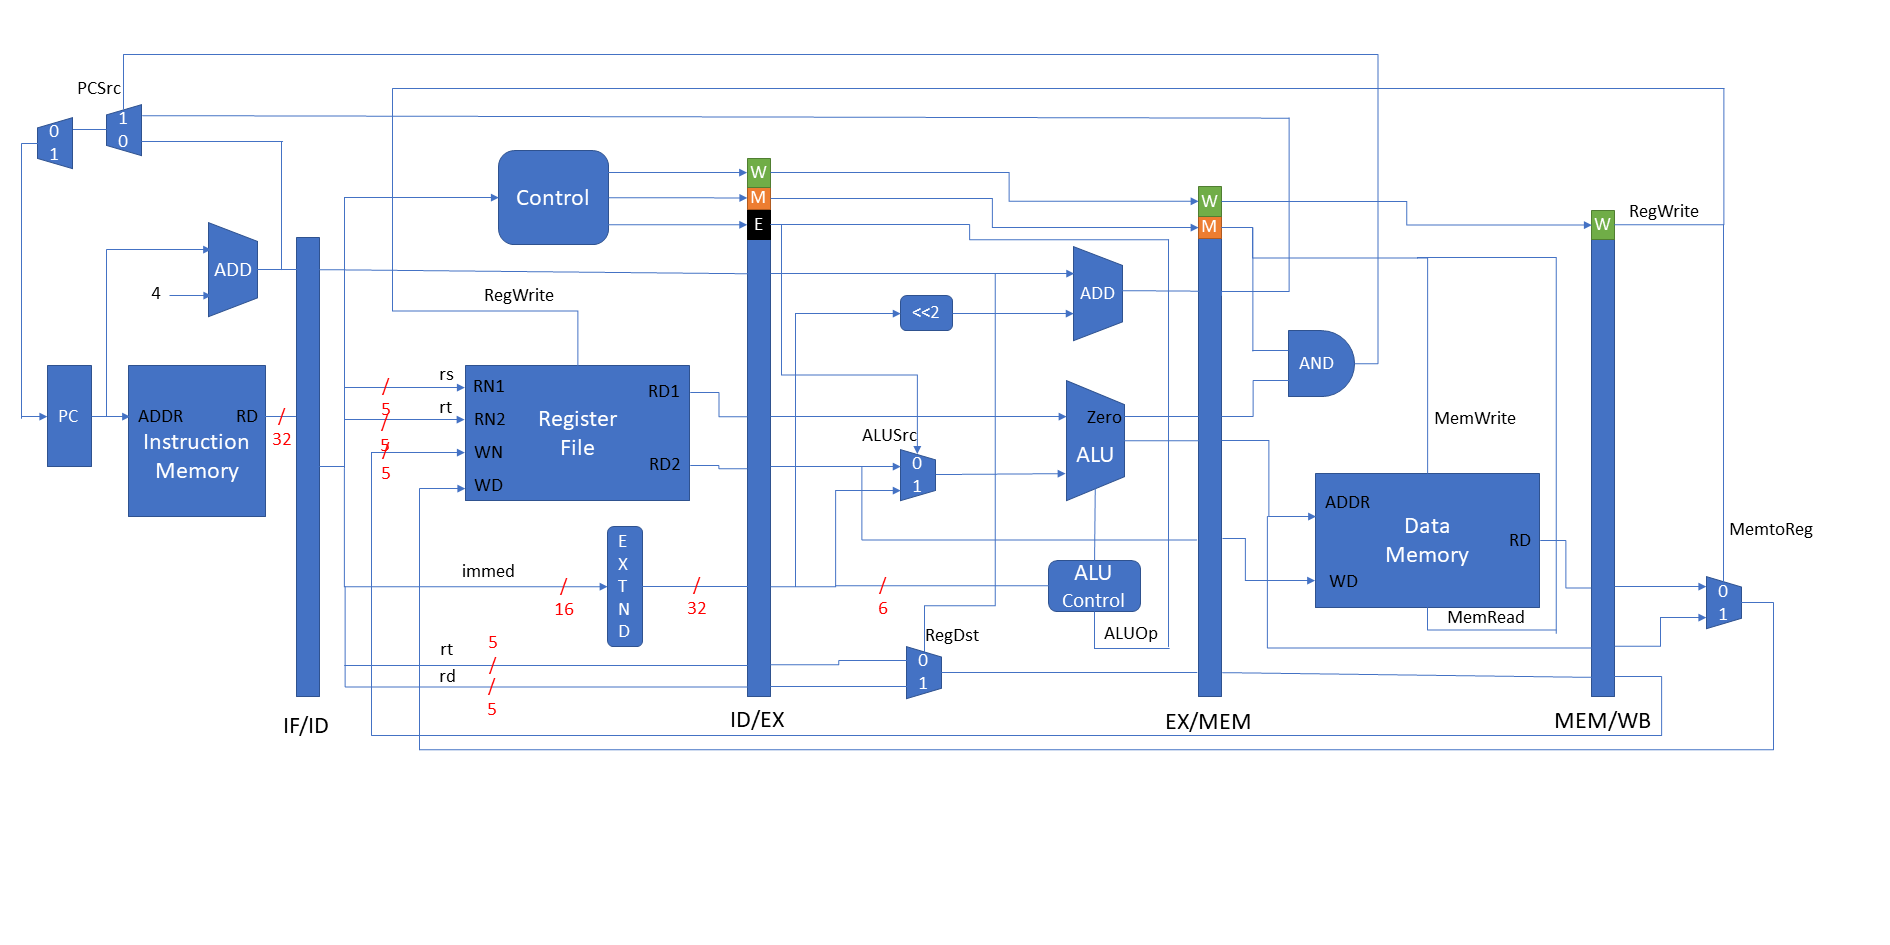 PCSrc
0
1
1
0
ADD
4
PC
ADDR
RD
Instruction
Memory
32
IF/ID
Control
W
M
E
RegWrite
rs
5
rt
5
5
RN1
RN2
WN
WD
Register
File
RD1
RD2
immed
16
E
X
T
N
D
32
rt
5
rd
5
ID/EX
<<2
ADD
ALUSrc
0
1
Zero
ALU
6
ALU
Control
ALUOp
RegDst
0
1
W
M
EX/MEM
AND
MemWrite
ADDR
Data
Memory
RD
WD
MemRead
W
RegWrite
MEM/WB
MemtoReg
0
1